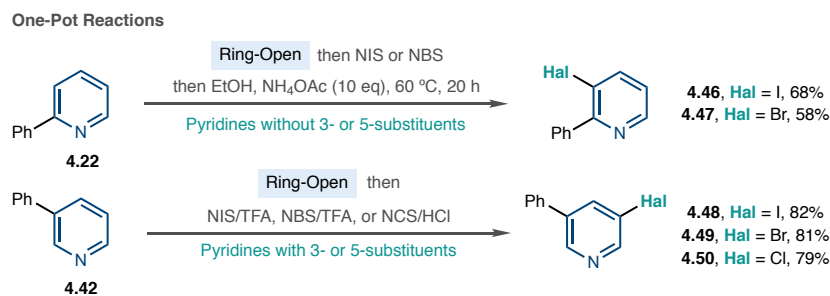 One-Pot Reactions
Ring-Open then NIS or NBS
then EtOH, NH₄OAc (10 eq), 60 ºC, 20 h
Pyridines without 3- or 5-substituents
Ph
N
4.22
Hal
Ph
N
4.46, Hal = I, 68%
4.47, Hal = Br, 58%
Ring-Open then
NIS/TFA, NBS/TFA, or NCS/HCl
Pyridines with 3- or 5-substituents
Ph
N
4.42
Ph
Hal
N
4.48, Hal = I, 82%
4.49, Hal = Br, 81%
4.50, Hal = Cl, 79%